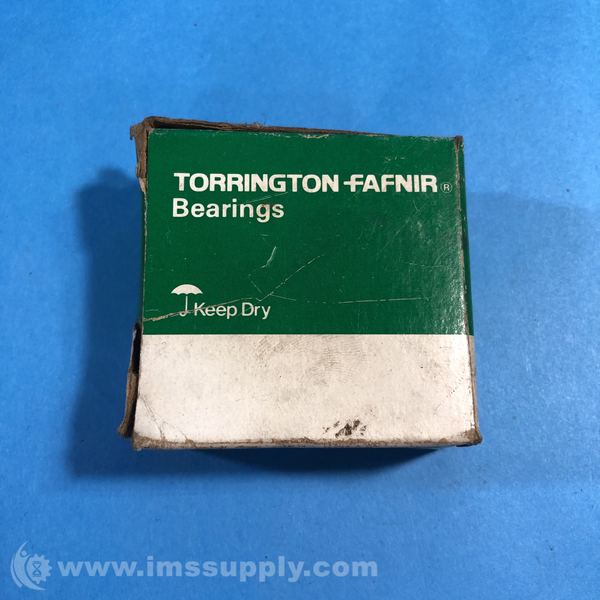 TORRINGTON-FAFNIR®
Bearings
Keep Dry
www.imssupply.com